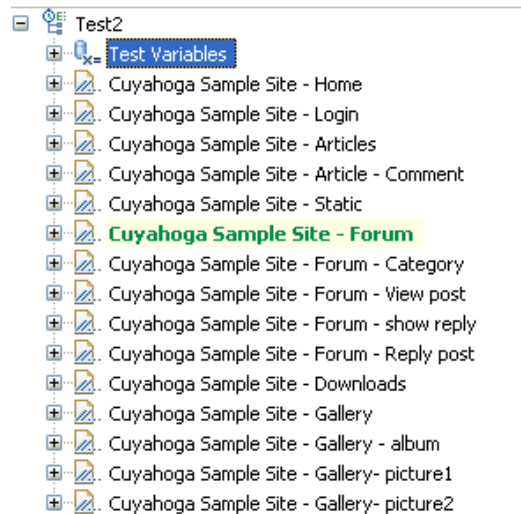 Test2
Test Variables
Cuyahoga Sample Site - Home
Cuyahoga Sample Site - Login
Cuyahoga Sample Site - Articles
Cuyahoga Sample Site - Article - Comment
Cuyahoga Sample Site - Static
Cuyahoga Sample Site - Forum
Cuyahoga Sample Site - Forum - Category
Cuyahoga Sample Site - Forum - View post
Cuyahoga Sample Site - Forum - show reply
Cuyahoga Sample Site - Forum - Reply post
Cuyahoga Sample Site - Downloads
Cuyahoga Sample Site - Gallery
Cuyahoga Sample Site - Gallery - album
Cuyahoga Sample Site - Gallery- picture1
Cuyahoga Sample Site - Gallery- picture2